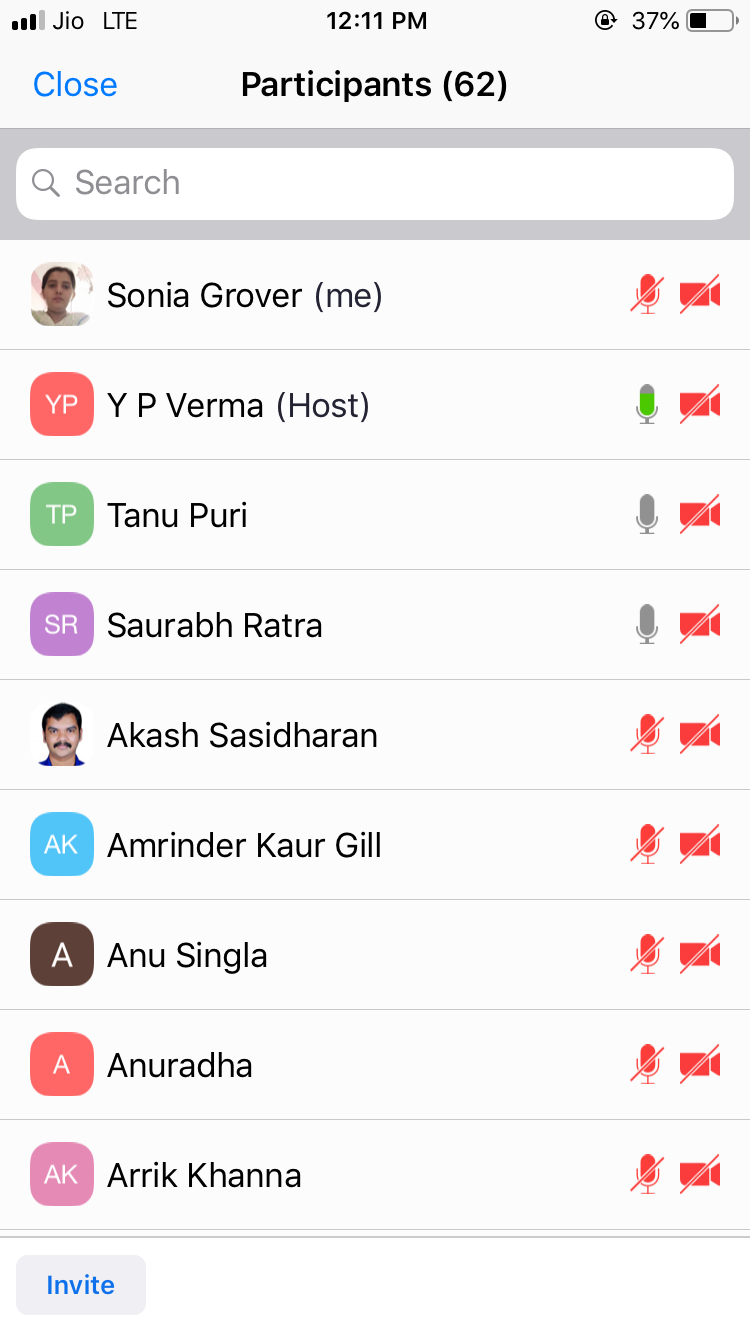 Jio LTE 12:11 PM 37%
Close Participants (62)
Search
Sonia Grover (me)
YP Y P Verma (Host)
TP Tanu Puri
SR Saurabh Ratra
Akash Sasidharan
AK Amrinder Kaur Gill
A Anu Singla
A Anuradha
AK Arrik Khanna
Invite